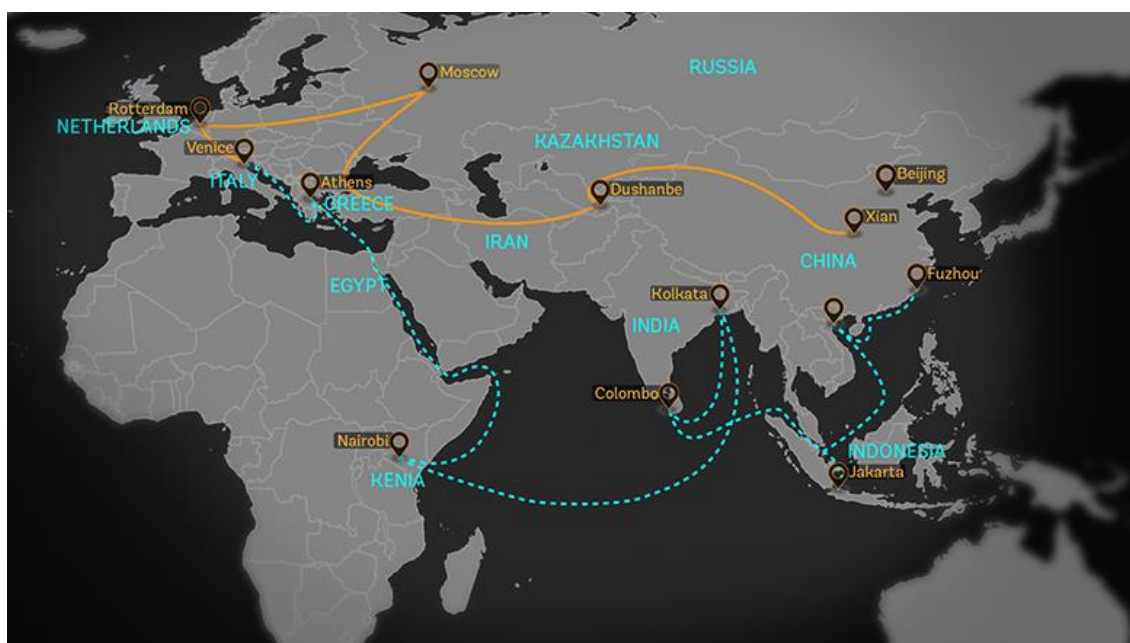 Moscow
RUSSIA
Rotterdam
NETHERLANDS
KAZAKHSTAN
Venice
ITALY
Athens
GREECE
Dushanbe
Beijing
Xian
IRAN
CHINA
Fuzhou
EGYPT
Kolkata
INDIA
Colombo
Nairobi
KENIA
INDONESIA
Jakarta